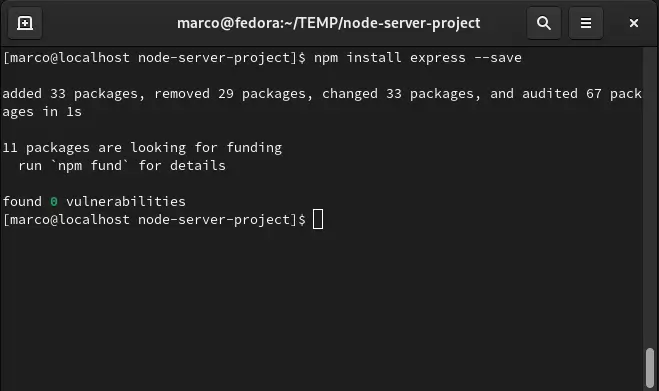 marco@fedora:~/TEMP/node-server-project
[marco@localhost node-server-project]$ npm install express --save
added 33 packages, removed 29 packages, changed 33 packages, and audited 67 pack
ages in 1s
11 packages are looking for funding
  run `npm fund` for details
found 0 vulnerabilities
[marco@localhost node-server-project]$